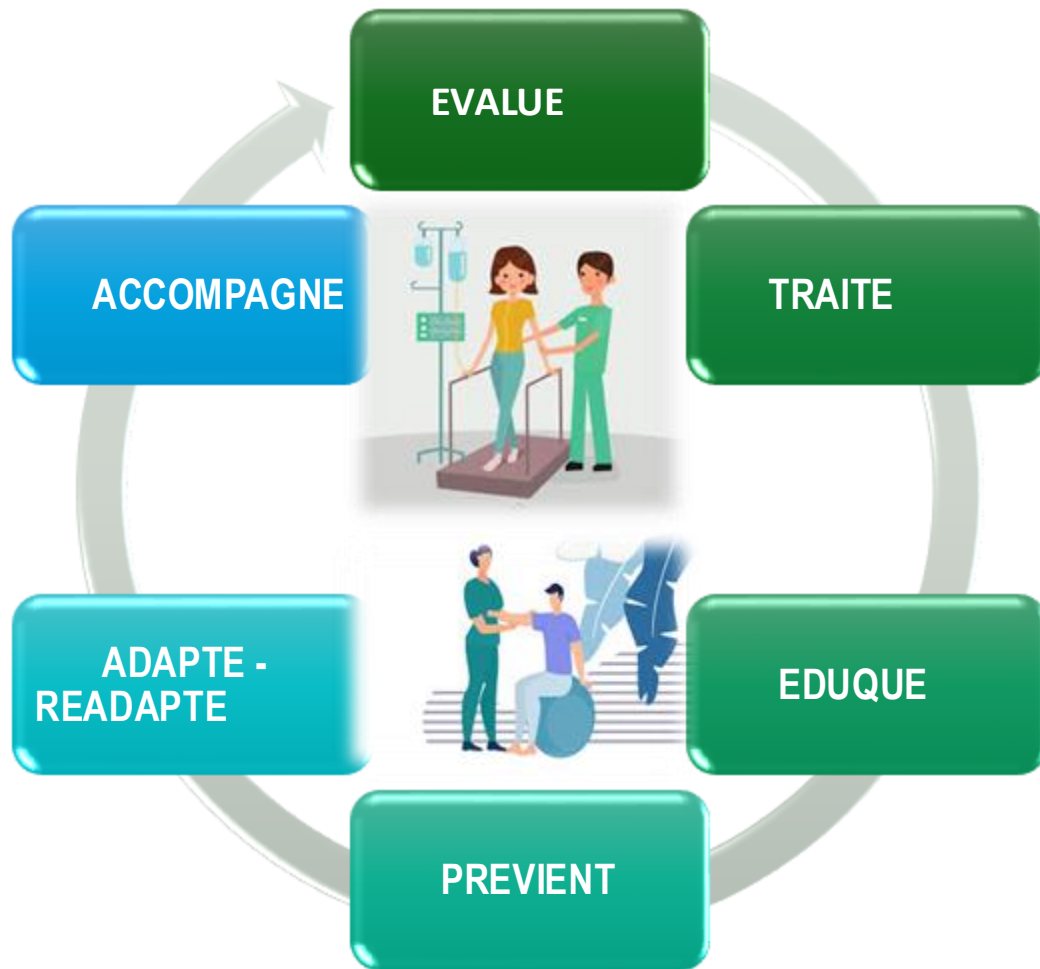 EVALUE
TRAITE
EDUQUE
PREVIENT
ADAPTE -
READAPTE
ACCOMPAGNE